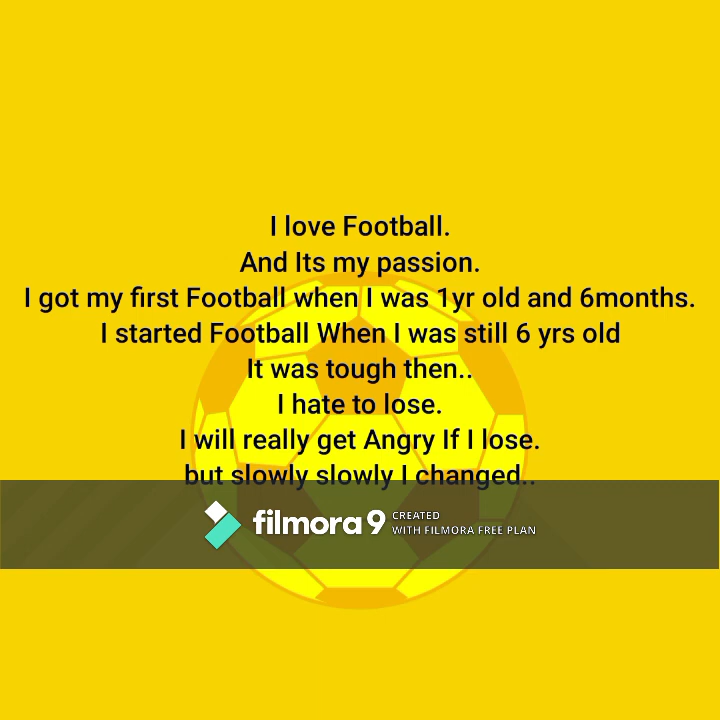 I love Football.
And Its my passion.
I got my first Football when I was 1yr old and 6months.
I started Football When I was still 6 yrs old
It was tough then..
I hate to lose.
I will really get Angry If I lose.
but slowly slowly I changed..
filmora 9 CREATED
WITH FILMORA FREE PLAN